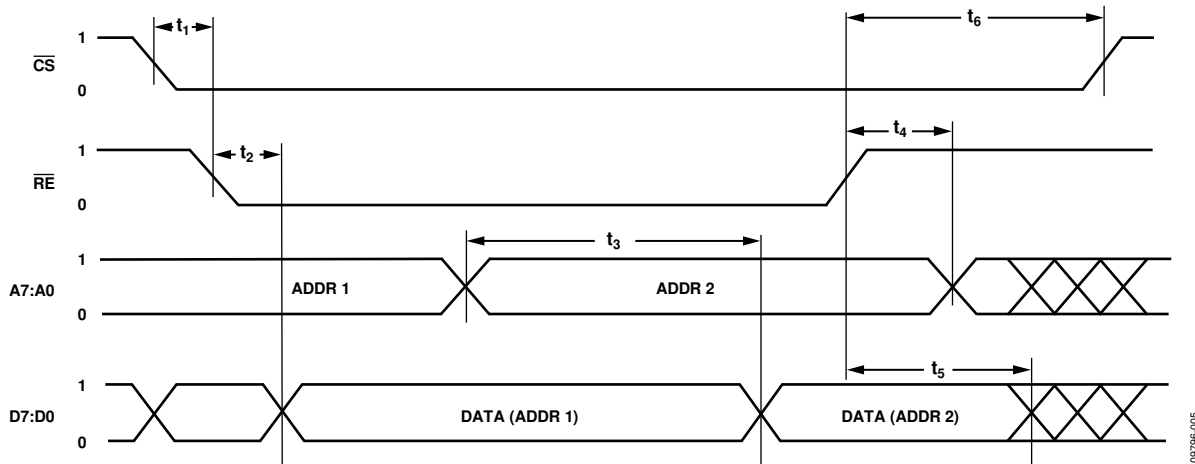 t1
t6
1
CS
0
t4
1
t2
RE
0
t3
1
A7:A0
ADDR 1
ADDR 2
0
t5
1
D7:D0
DATA (ADDR 1)
DATA (ADDR 2)
0
09796-005